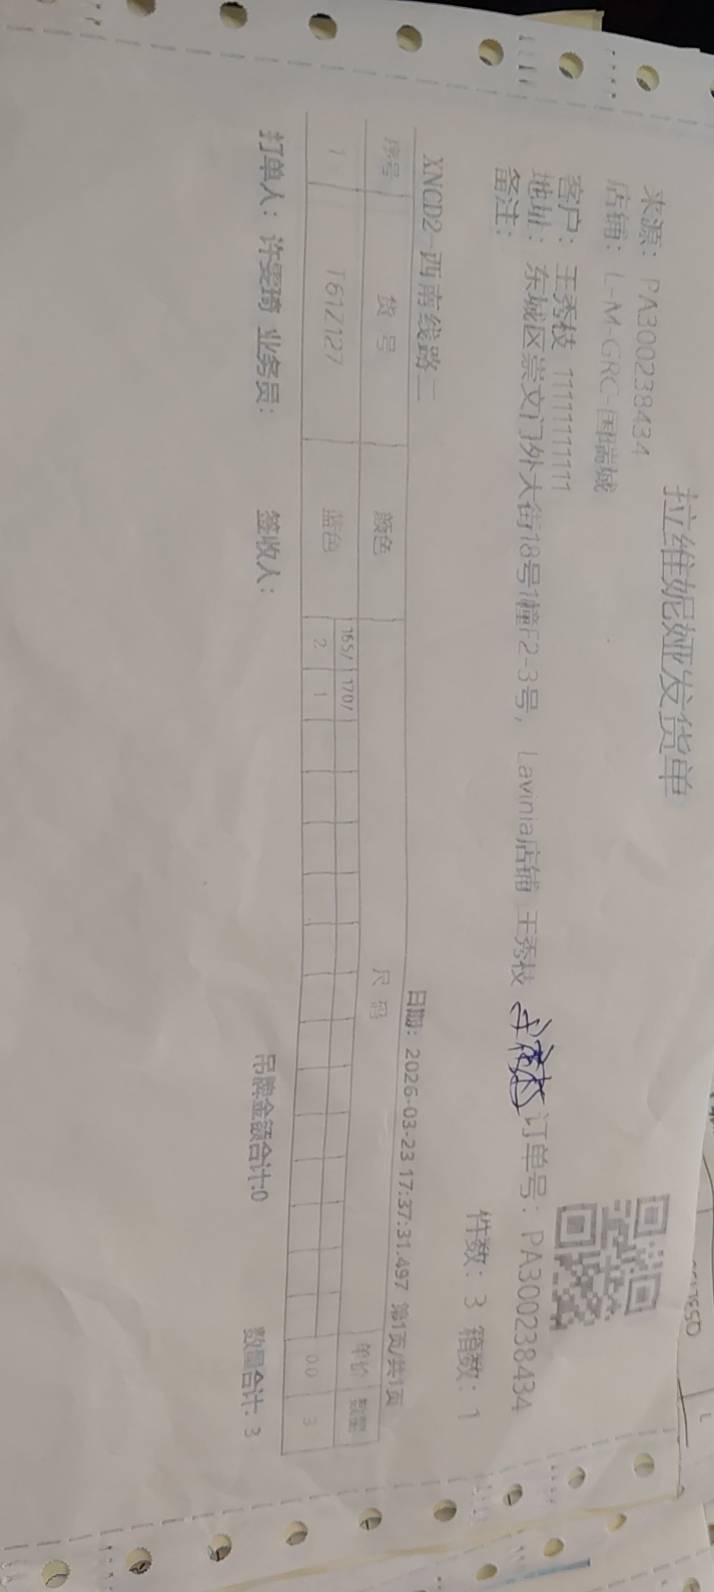 拉维妮娅发货单
来源：PA300238434
店铺：L-M-GRC-国瑞城
客户：王秀枝 11111111111
地址：东城区崇文门外大街18号1幢F2-3号，Lavinia店铺 王秀枝 订单号：PA300238434
备注：
件数：3 箱数：1
XNCD2-西南线路二
日期：2026-03-23 17:37:31.497 第1页/共1页
序号 货号 颜色 尺码 单价 数量
165/ 170/
1 T61Z127 蓝色 2 1 0.0 3
打单人：许雯琦 业务员： 签收人： 吊牌金额合计:0 数量合计: 3